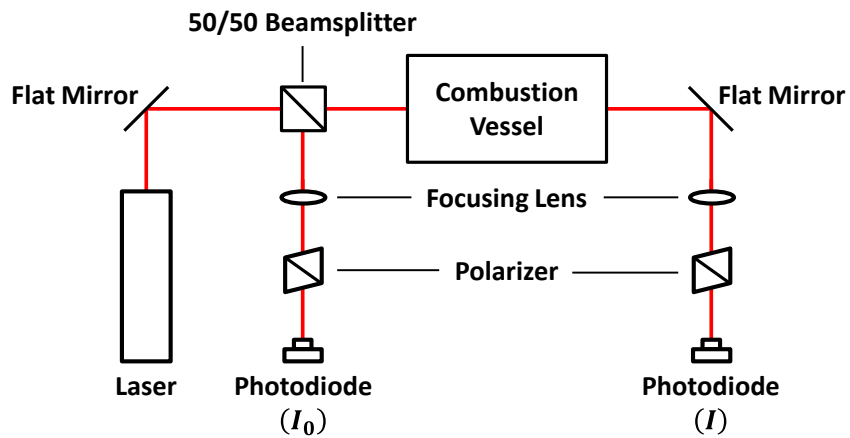 50/50 Beamsplitter
Flat Mirror
Combustion
Vessel
Flat Mirror
Focusing Lens
Polarizer
Laser
Photodiode
(I₀)
Photodiode
(I)